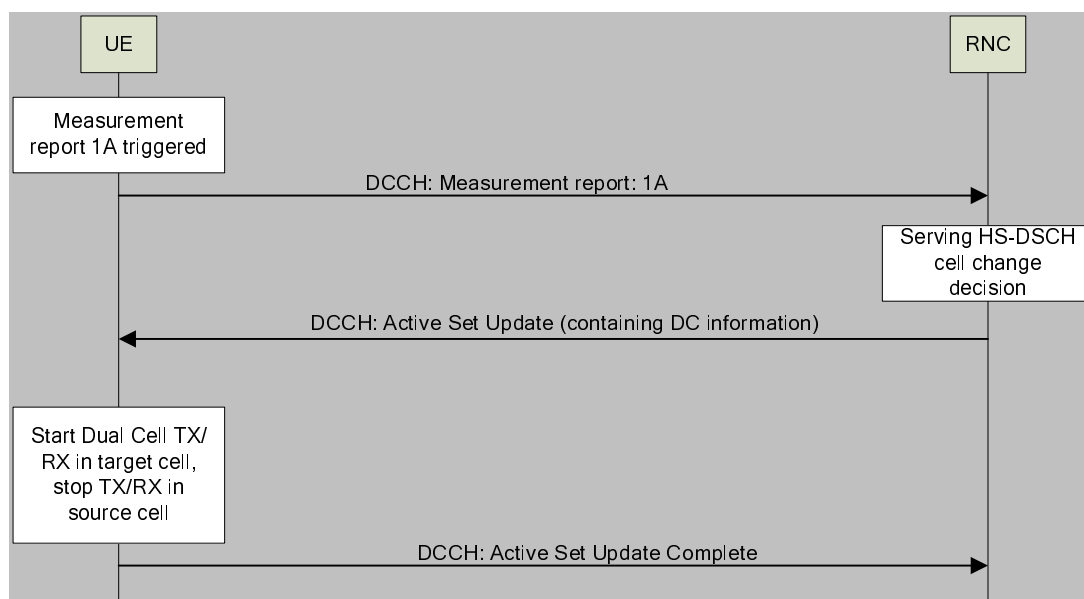 UE
RNC
Measurement
report 1A triggered
DCCH: Measurement report: 1A
Serving HS-DSCH
cell change
decision
DCCH: Active Set Update (containing DC information)
Start Dual Cell TX/
RX in target cell,
stop TX/RX in
source cell
DCCH: Active Set Update Complete